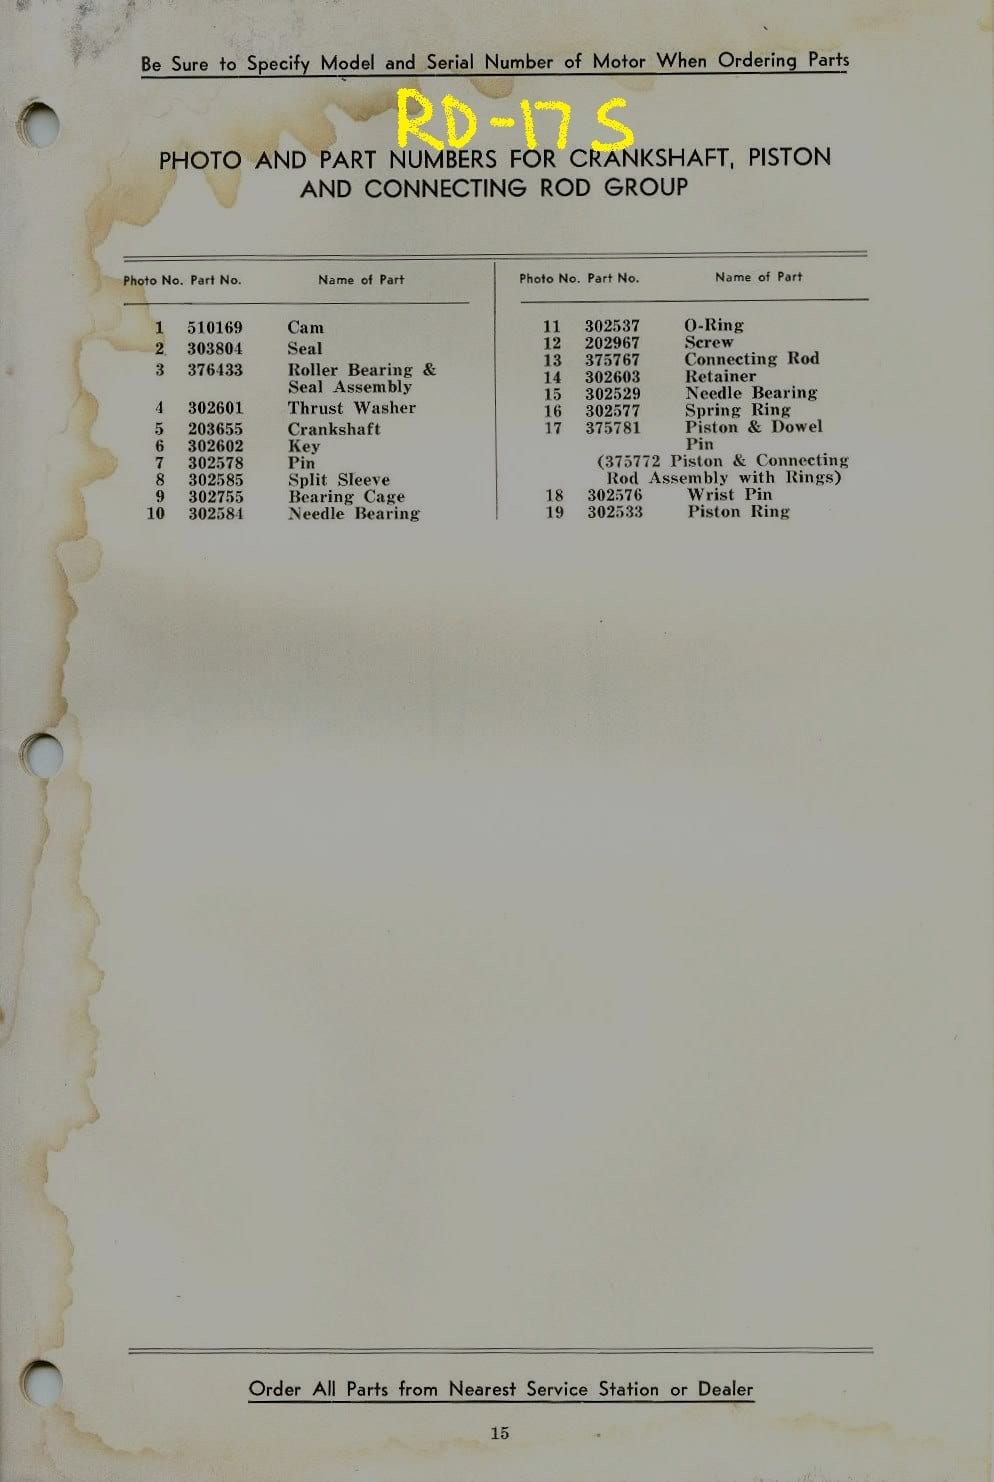 Be Sure to Specify Model and Serial Number of Motor When Ordering Parts
RD-17S
PHOTO AND PART NUMBERS FOR CRANKSHAFT, PISTON
AND CONNECTING ROD GROUP
Photo No. Part No. Name of Part
1 510169 Cam
2 303804 Seal
3 376433 Roller Bearing &
Seal Assembly
4 302601 Thrust Washer
5 203655 Crankshaft
6 302602 Key
7 302578 Pin
8 302585 Split Sleeve
9 302755 Bearing Cage
10 302584 Needle Bearing
Photo No. Part No. Name of Part
11 302537 O-Ring
12 202967 Screw
13 375767 Connecting Rod
14 302603 Retainer
15 302529 Needle Bearing
16 302577 Spring Ring
17 375781 Piston & Dowel
Pin
(375772 Piston & Connecting
Rod Assembly with Rings)
18 302576 Wrist Pin
19 302533 Piston Ring
Order All Parts from Nearest Service Station or Dealer
15